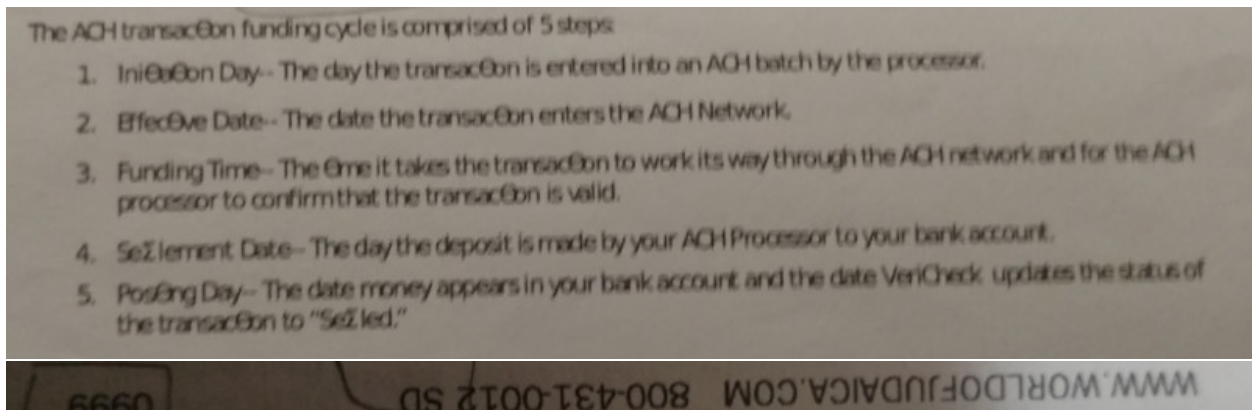 The ACH transacΘon funding cycle is comprised of 5 steps:
1. IniΘaΘon Day-- The day the transacΘon is entered into an ACH batch by the processor.
2. EffecΘve Date-- The date the transacΘon enters the ACH Network.
3. Funding Time-- The Θme it takes the transacΘon to work its way through the ACH network and for the ACH
processor to confirm that the transacΘon is valid.
4. SeΣlement Date-- The day the deposit is made by your ACH Processor to your bank account.
5. PosΘng Day-- The date money appears in your bank account and the date VeriCheck updates the status of
the transacΘon to “SeΣled.”
WWW.WORLDOFJUDAICA.COM 800-431-0012 SD